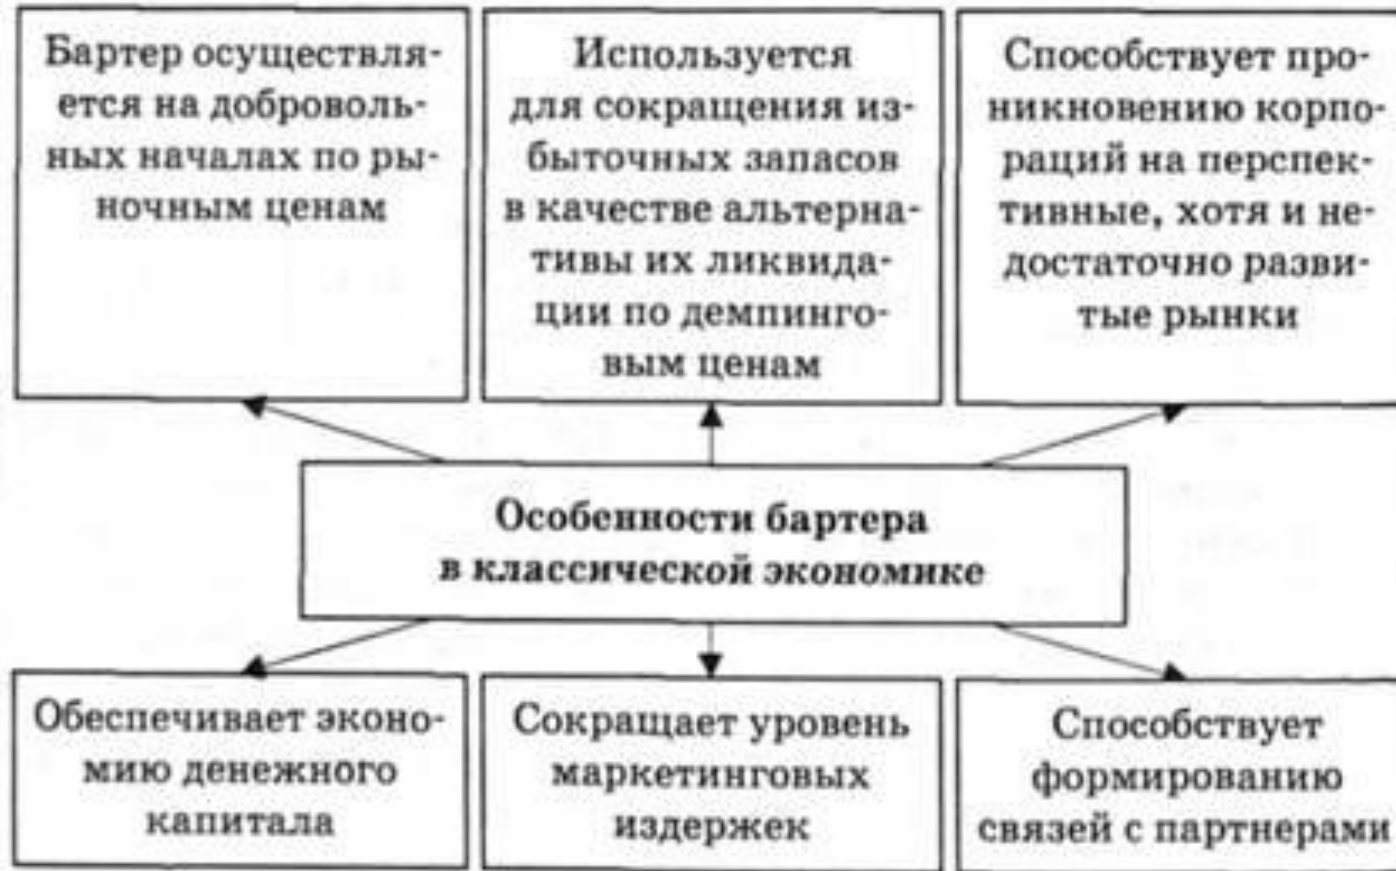 Бартер осуществля-
ется на доброволь-
ных началах по ры-
ночным ценам
Используется
для сокращения из-
быточных запасов
в качестве альтерна-
тивы их ликвида-
ции по демпинго-
вым ценам
Способствует про-
никновению корпо-
раций на перспек-
тивные, хотя и не-
достаточно разви-
тые рынки
Особенности бартера
в классической экономике
Обеспечивает эконо-
мию денежного
капитала
Сокращает уровень
маркетинговых
издержек
Способствует
формированию
связей с партнерами